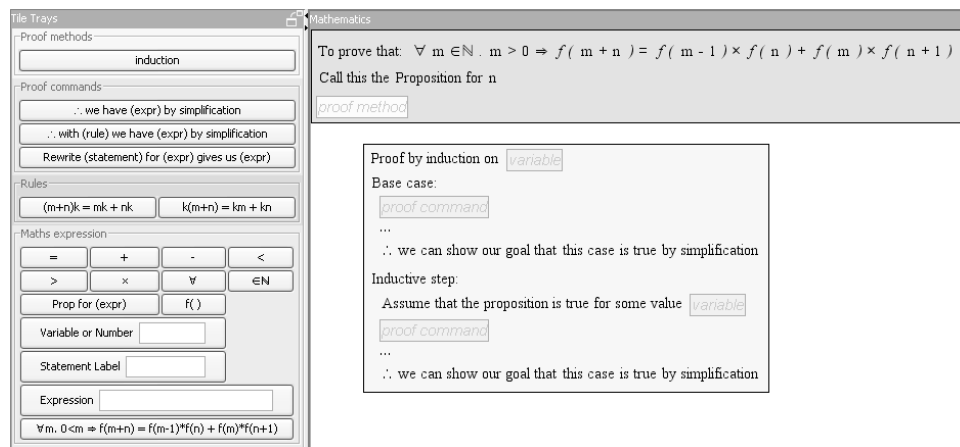 Tile Trays
Proof methods
induction
Proof commands
∴ we have (expr) by simplification
∴ with (rule) we have (expr) by simplification
Rewrite (statement) for (expr) gives us (expr)
Rules
(m+n)k = mk + nk k(m+n) = km + kn
Maths expression
= + - <
> × ∀ ∈ℕ
Prop for (expr) f( )
Variable or Number
Statement Label
Expression
∀m. 0<m ⇒ f(m+n) = f(m-1)*f(n) + f(m)*f(n+1)
Mathematics
To prove that: ∀ m ∈ℕ . m > 0 ⇒ f( m + n ) = f( m - 1 ) × f( n ) + f( m ) × f( n + 1 )
Call this the Proposition for n
proof method
Proof by induction on variable
Base case:
proof command
...
∴ we can show our goal that this case is true by simplification
Inductive step:
Assume that the proposition is true for some value variable
proof command
...
∴ we can show our goal that this case is true by simplification